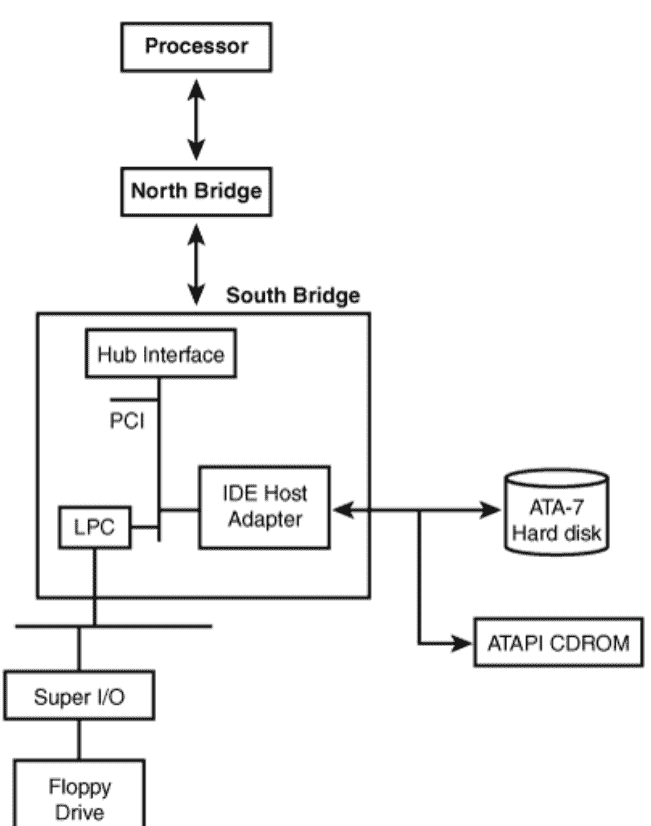 Processor
North Bridge
South Bridge
Hub Interface
PCI
IDE Host
Adapter
LPC
ATA-7
Hard disk
ATAPI CDROM
Super I/O
Floppy
Drive